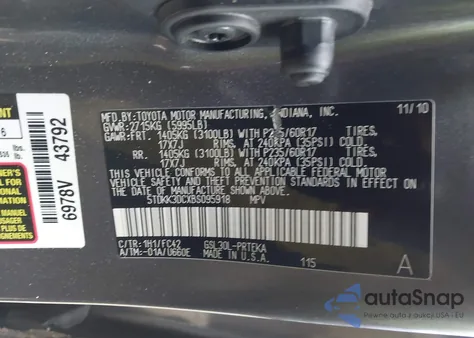 MFD BY: TOYOTA MOTOR MANUFACTURING, INDIANA, INC. 11/10
GVWR: 2715KG (5995LB)
GAWR: FRT. 1405KG (3100LB) WITH P235/60R17 TIRES,
17X7J RIMS, AT 240KPA (35PSI) COLD
RR. 1405KG (3100LB) WITH P235/60R17 TIRES,
17X7J RIMS, AT 240KPA (35PSI) COLD
THIS VEHICLE CONFORMS TO ALL APPLICABLE FEDERAL MOTOR
VEHICLE SAFETY, BUMPER, AND THEFT PREVENTION STANDARDS
IN EFFECT ON THE DATE OF MANUFACTURE SHOWN ABOVE.
5TDKK3DCXBS095918 MPV
C/TR: 1H1/FC42 GSL30L-PRTEKA
A/TM: -01A/U660E MADE IN U.S.A.
115 A
6978V 43792
autoSnap